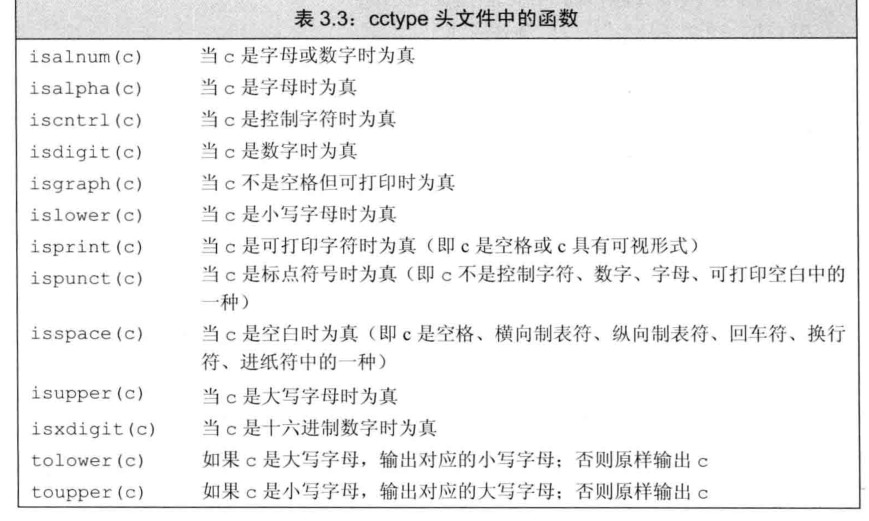 表 3.3：cctype 头文件中的函数
isalnum(c) 当 c 是字母或数字时为真
isalpha(c) 当 c 是字母时为真
iscntrl(c) 当 c 是控制字符时为真
isdigit(c) 当 c 是数字时为真
isgraph(c) 当 c 不是空格但可打印时为真
islower(c) 当 c 是小写字母时为真
isprint(c) 当 c 是可打印字符时为真（即 c 是空格或 c 具有可视形式）
ispunct(c) 当 c 是标点符号时为真（即 c 不是控制字符、数字、字母、可打印空白中的
一种）
isspace(c) 当 c 是空白时为真（即 c 是空格、横向制表符、纵向制表符、回车符、换行
符、进纸符中的一种）
isupper(c) 当 c 是大写字母时为真
isxdigit(c) 当 c 是十六进制数字时为真
tolower(c) 如果 c 是大写字母，输出对应的小写字母；否则原样输出 c
toupper(c) 如果 c 是小写字母，输出对应的大写字母；否则原样输出 c